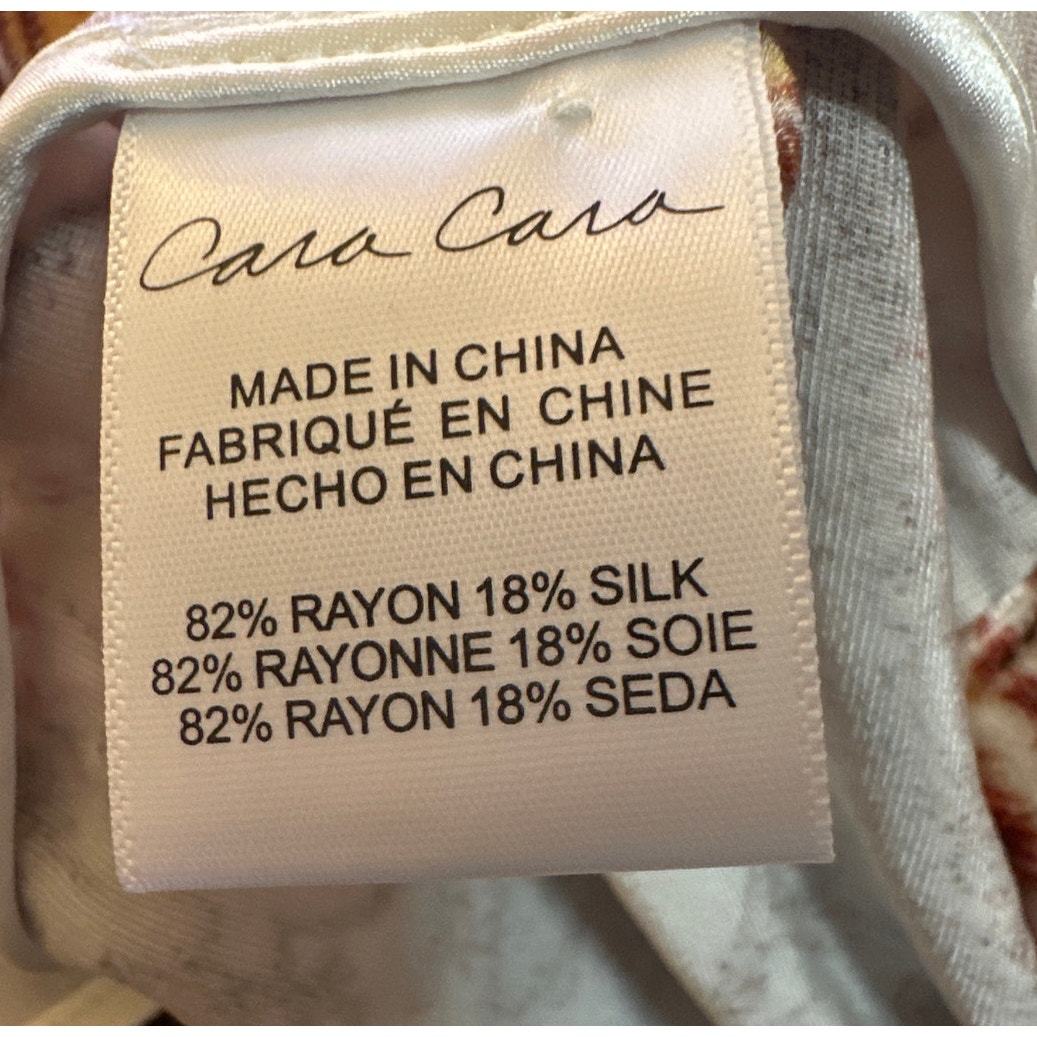 Cara Cara
MADE IN CHINA
FABRIQUÉ EN CHINE
HECHO EN CHINA
82% RAYON 18% SILK
82% RAYONNE 18% SOIE
82% RAYON 18% SEDA